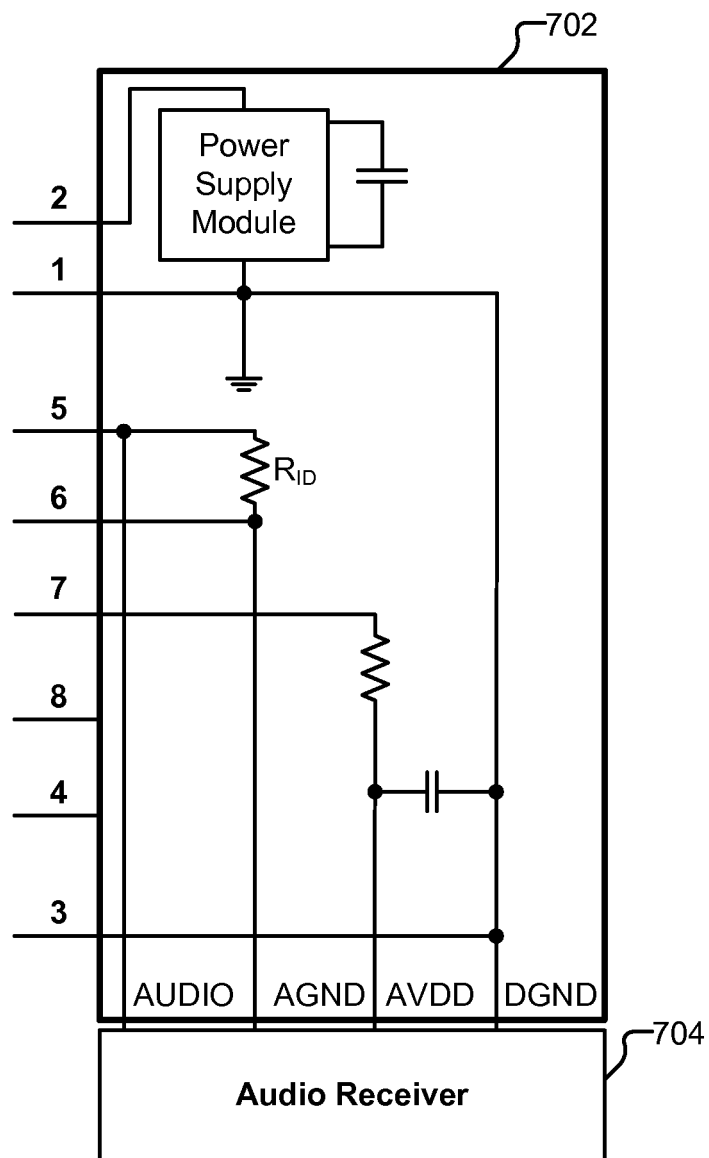 702
Power
Supply
Module
2
1
5
R_ID
6
7
8
4
3
AUDIO AGND AVDD DGND
704
Audio Receiver